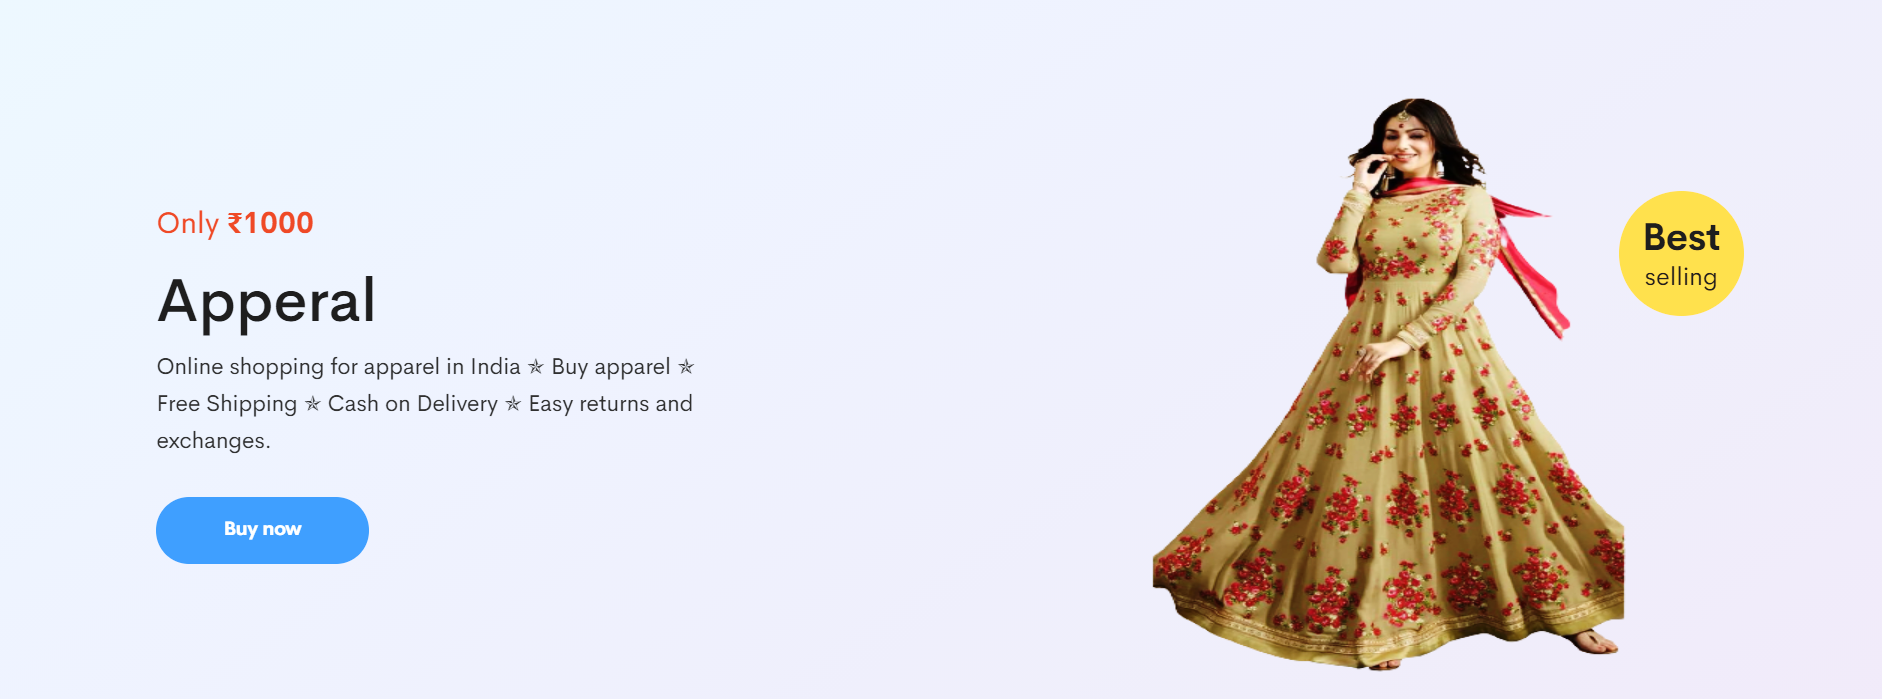 Only ₹1000
Apperal
Online shopping for apparel in India ✯ Buy apparel ✯
Free Shipping ✯ Cash on Delivery ✯ Easy returns and
exchanges.
Buy now
Best
selling